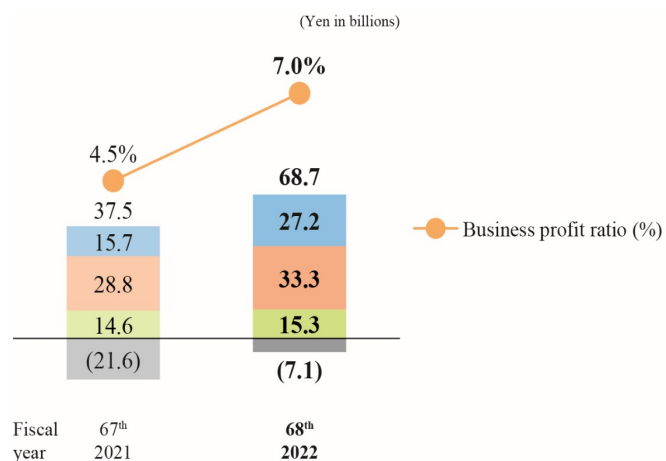 (Yen in billions)
7.0%
4.5%
68.7
37.5
15.7
27.2
Business profit ratio (%)
28.8
33.3
14.6
15.3
(21.6)
(7.1)
Fiscal year
67th
2021
68th
2022